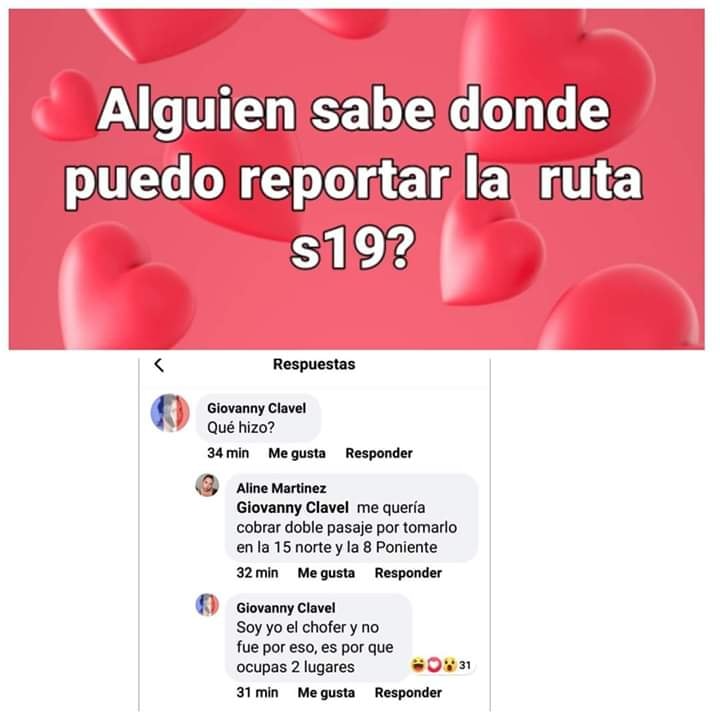 Alguien sabe donde
puedo reportar la ruta
s19?
Respuestas
Giovanny Clavel
Qué hizo?
34 min Me gusta Responder
Aline Martinez
Giovanny Clavel me quería
cobrar doble pasaje por tomarlo
en la 15 norte y la 8 Poniente
32 min Me gusta Responder
Giovanny Clavel
Soy yo el chofer y no
fue por eso, es por que
ocupas 2 lugares
31
31 min Me gusta Responder